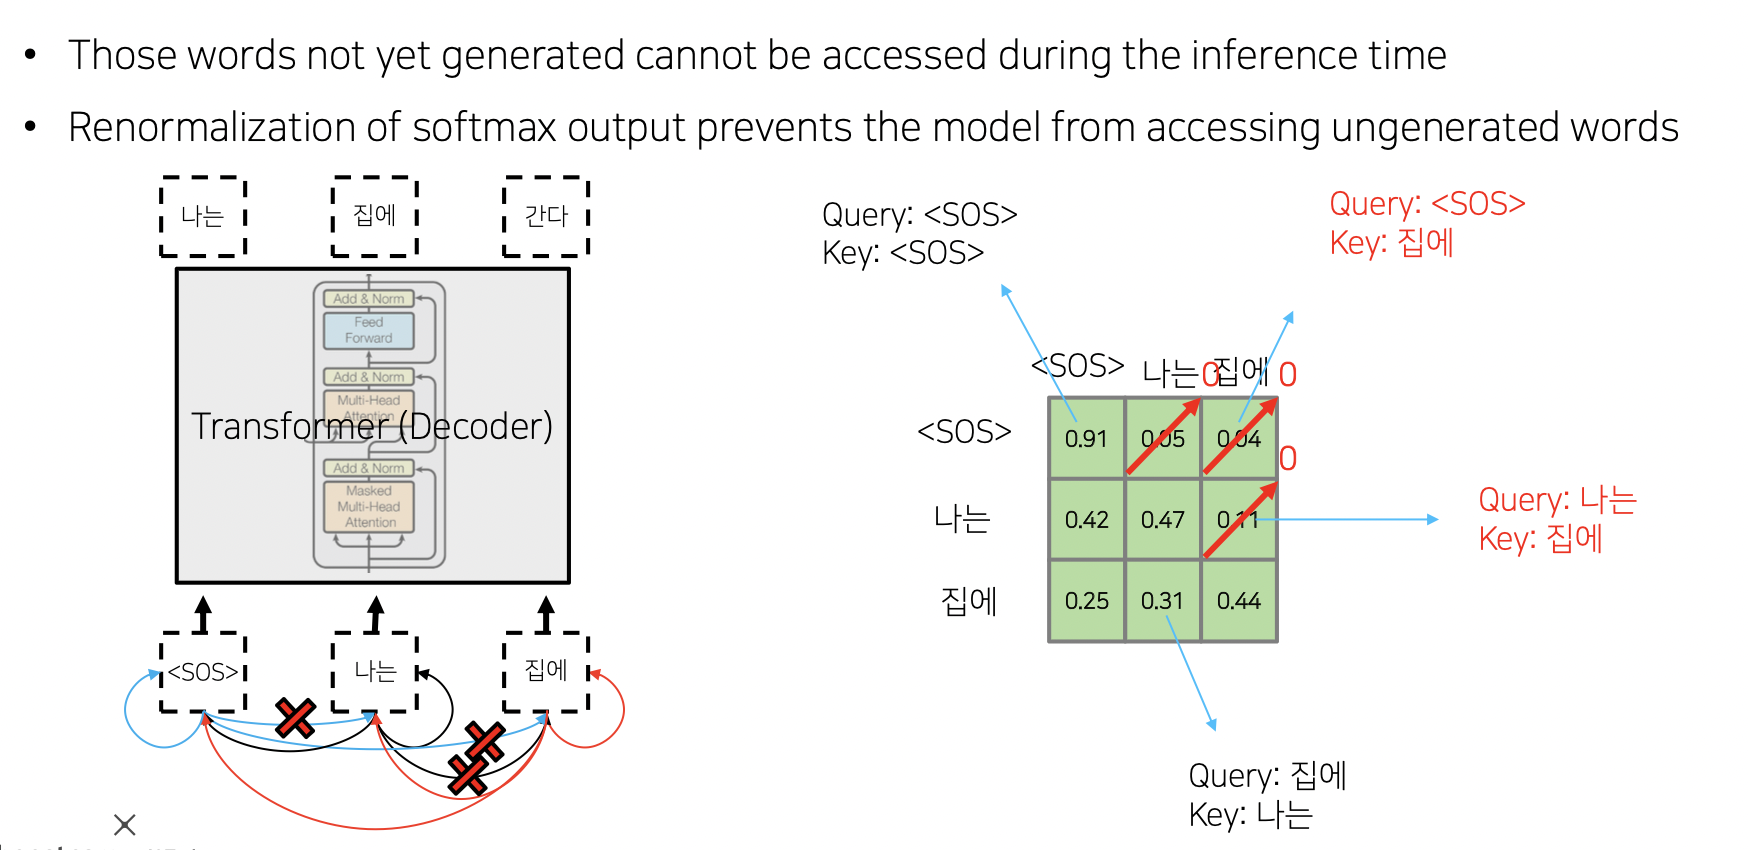 • Those words not yet generated cannot be accessed during the inference time
• Renormalization of softmax output prevents the model from accessing ungenerated words
나는 집에 간다
Add & Norm
Feed
Forward
Add & Norm
Multi-Head
Attention
Transformer (Decoder)
Add & Norm
Masked
Multi-Head
Attention
<SOS> 나는 집에
Query: <SOS>
Key: <SOS>
Query: <SOS>
Key: 집에
<SOS> 나는 0 집에 0
<SOS> 0.91 0.05 0.04 0
나는 0.42 0.47 0.11
집에 0.25 0.31 0.44
Query: 나는
Key: 집에
Query: 집에
Key: 나는